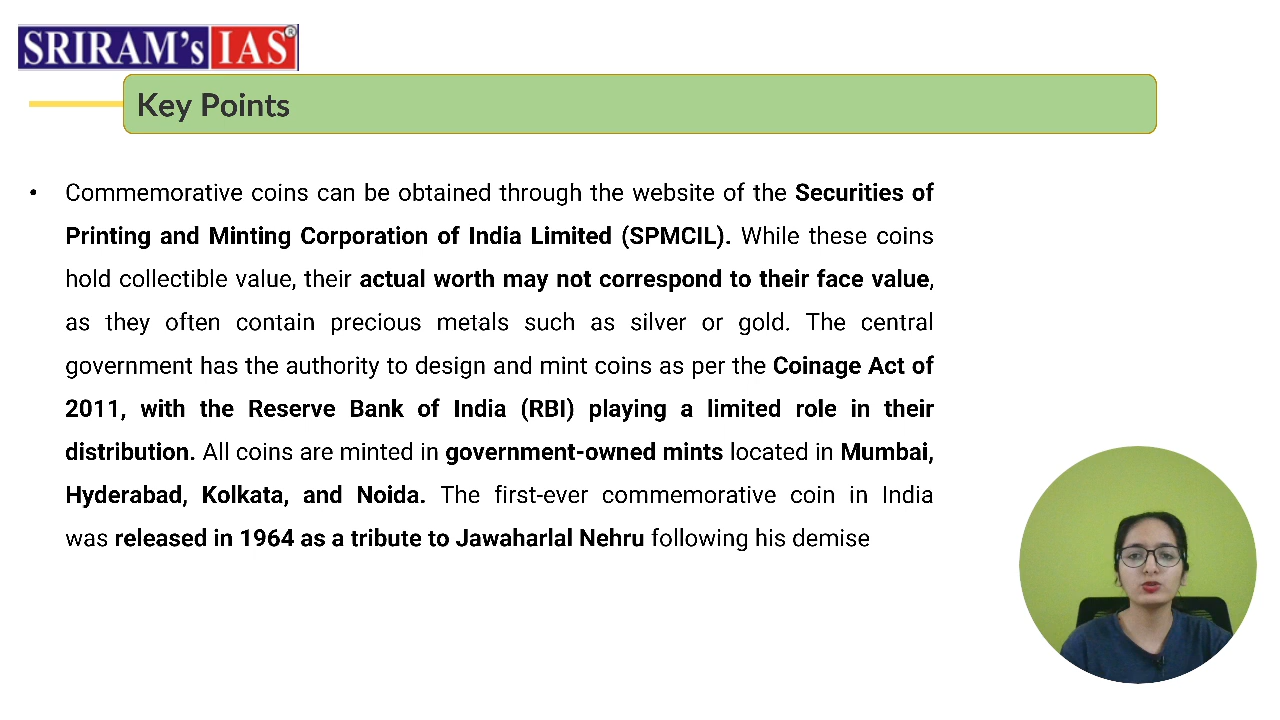 SRIRAM's IAS®
Key Points
• Commemorative coins can be obtained through the website of the Securities of
Printing and Minting Corporation of India Limited (SPMCIL). While these coins
hold collectible value, their actual worth may not correspond to their face value,
as they often contain precious metals such as silver or gold. The central
government has the authority to design and mint coins as per the Coinage Act of
2011, with the Reserve Bank of India (RBI) playing a limited role in their
distribution. All coins are minted in government-owned mints located in Mumbai,
Hyderabad, Kolkata, and Noida. The first-ever commemorative coin in India
was released in 1964 as a tribute to Jawaharlal Nehru following his demise